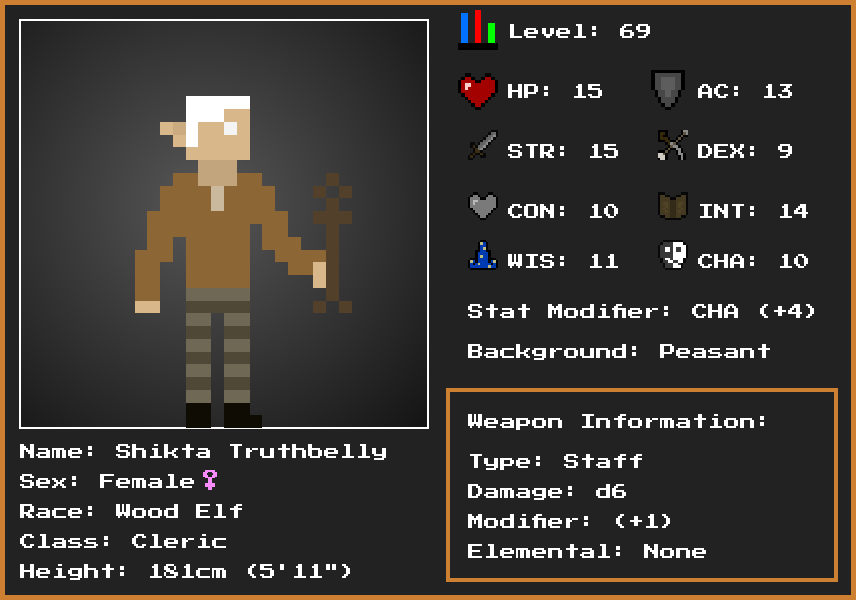 Level: 69
HP: 15 AC: 13
STR: 15 DEX: 9
CON: 10 INT: 14
WIS: 11 CHA: 10
Stat Modifier: CHA (+4)
Background: Peasant
Weapon Information:
Type: Staff
Damage: d6
Modifier: (+1)
Elemental: None
Name: Shikta Truthbelly
Sex: Female♀
Race: Wood Elf
Class: Cleric
Height: 181cm (5'11")